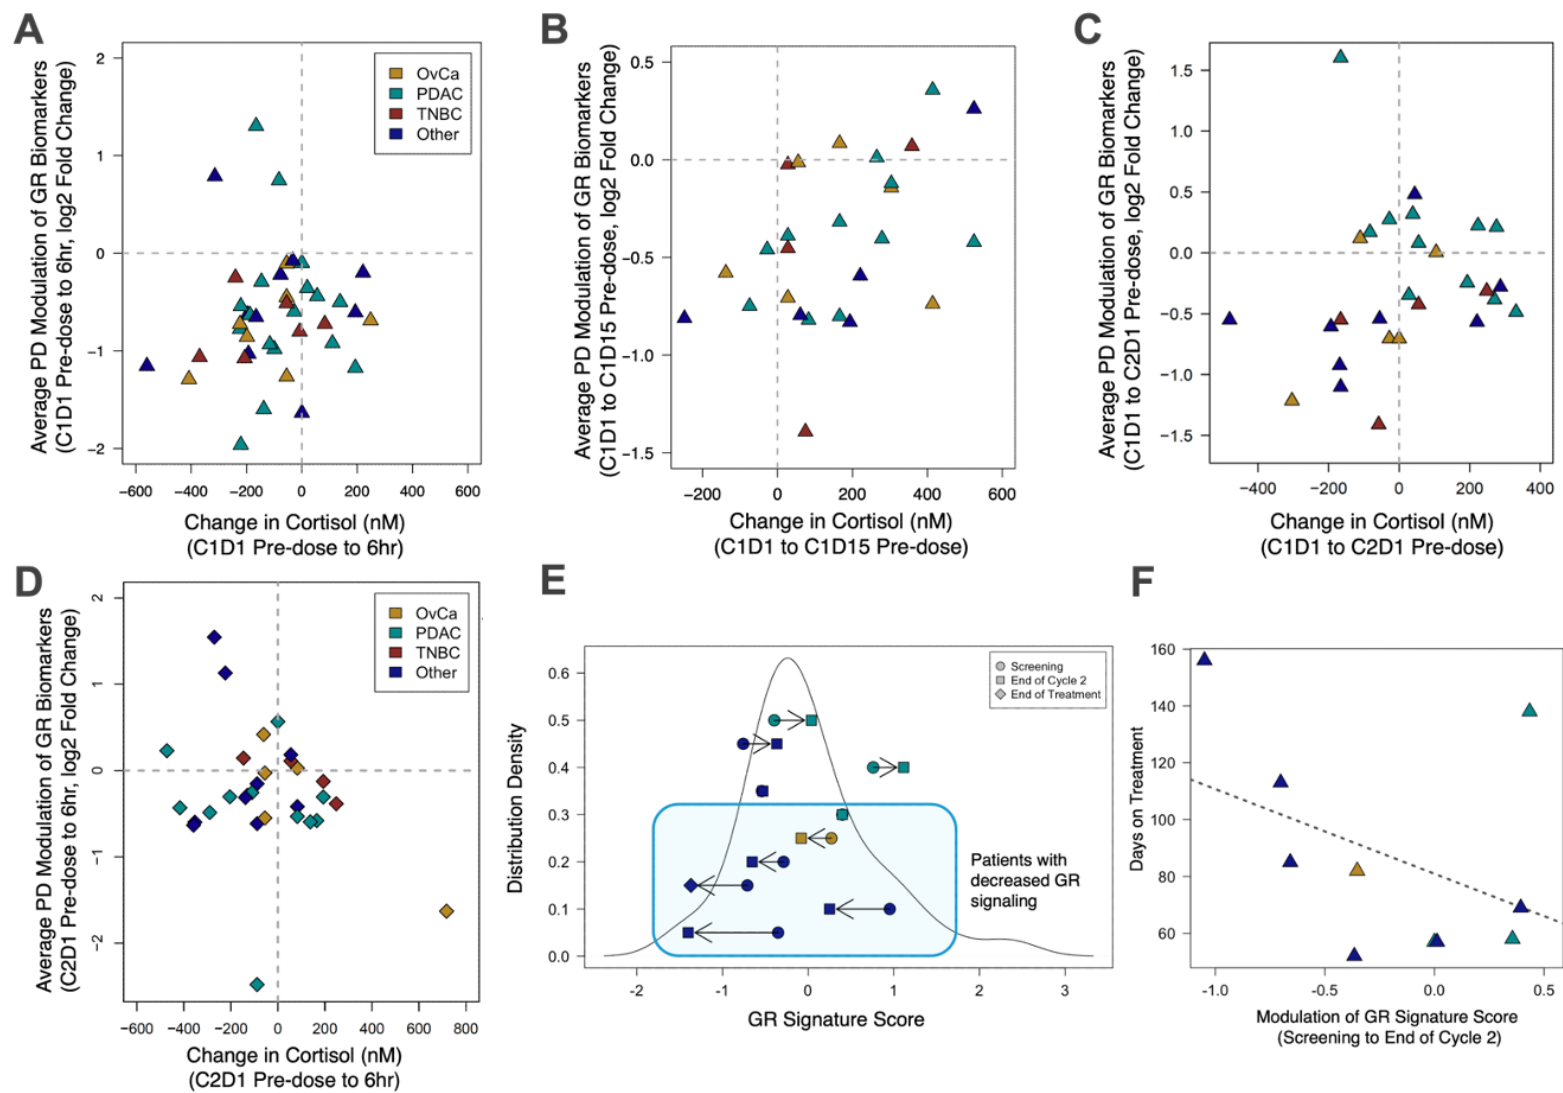 A
Average PD Modulation of GR Biomarkers
(C1D1 Pre-dose to 6hr, log2 Fold Change)
2
1
0
−1
−2
OvCa
PDAC
TNBC
Other
−600 −400 −200 0 200 400 600
Change in Cortisol (nM)
(C1D1 Pre-dose to 6hr)
B
Average PD Modulation of GR Biomarkers
(C1D1 to C1D15 Pre-dose, log2 Fold Change)
0.5
0.0
−0.5
−1.0
−1.5
−200 0 200 400 600
Change in Cortisol (nM)
(C1D1 to C1D15 Pre-dose)
C
Average PD Modulation of GR Biomarkers
(C1D1 to C2D1 Pre-dose, log2 Fold Change)
1.5
1.0
0.5
0.0
−0.5
−1.0
−1.5
−400 −200 0 200 400
Change in Cortisol (nM)
(C1D1 to C2D1 Pre-dose)
D
Average PD Modulation of GR Biomarkers
(C2D1 Pre-dose to 6hr, log2 Fold Change)
2
1
0
−1
−2
OvCa
PDAC
TNBC
Other
−600 −400 −200 0 200 400 600 800
Change in Cortisol (nM)
(C2D1 Pre-dose to 6hr)
E
Distribution Density
0.6
0.5
0.4
0.3
0.2
0.1
0.0
Screening
End of Cycle 2
End of Treatment
Patients with
decreased GR
signaling
-2 -1 0 1 2 3
GR Signature Score
F
Days on Treatment
160
140
120
100
80
60
-1.0 -0.5 0.0 0.5
Modulation of GR Signature Score
(Screening to End of Cycle 2)